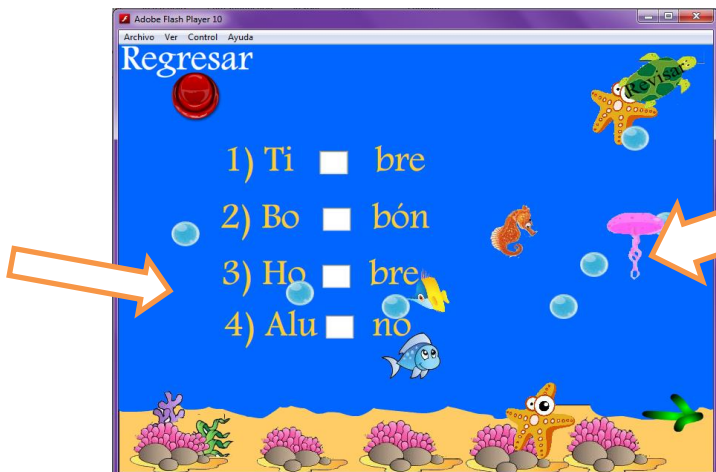 Adobe Flash Player 10
Archivo Ver Control Ayuda
Regresar
Revisar
1) Ti bre
2) Bo bón
3) Ho bre
4) Alu no